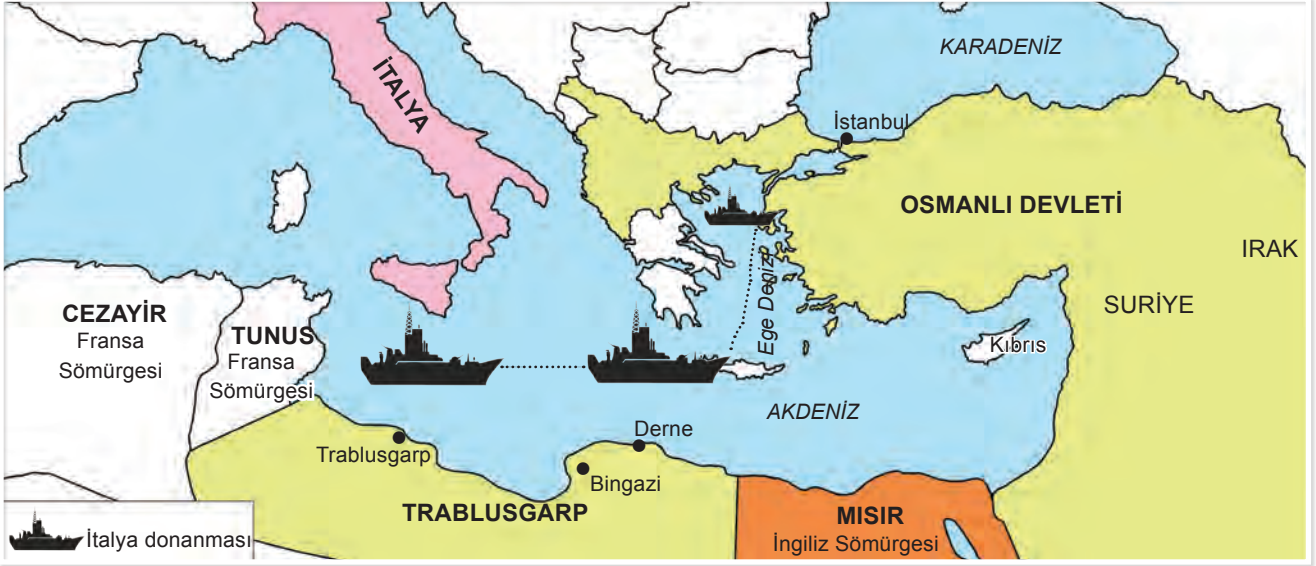 KARADENİZ
İTALYA
İstanbul
OSMANLI DEVLETİ
IRAK
Ege Denizi
SURİYE
CEZAYİR
Fransa
Sömürgesi
TUNUS
Fransa
Sömürgesi
Kıbrıs
AKDENİZ
Trablusgarp
Derne
Bingazi
TRABLUSGARP
MISIR
İngiliz Sömürgesi
İtalya donanması